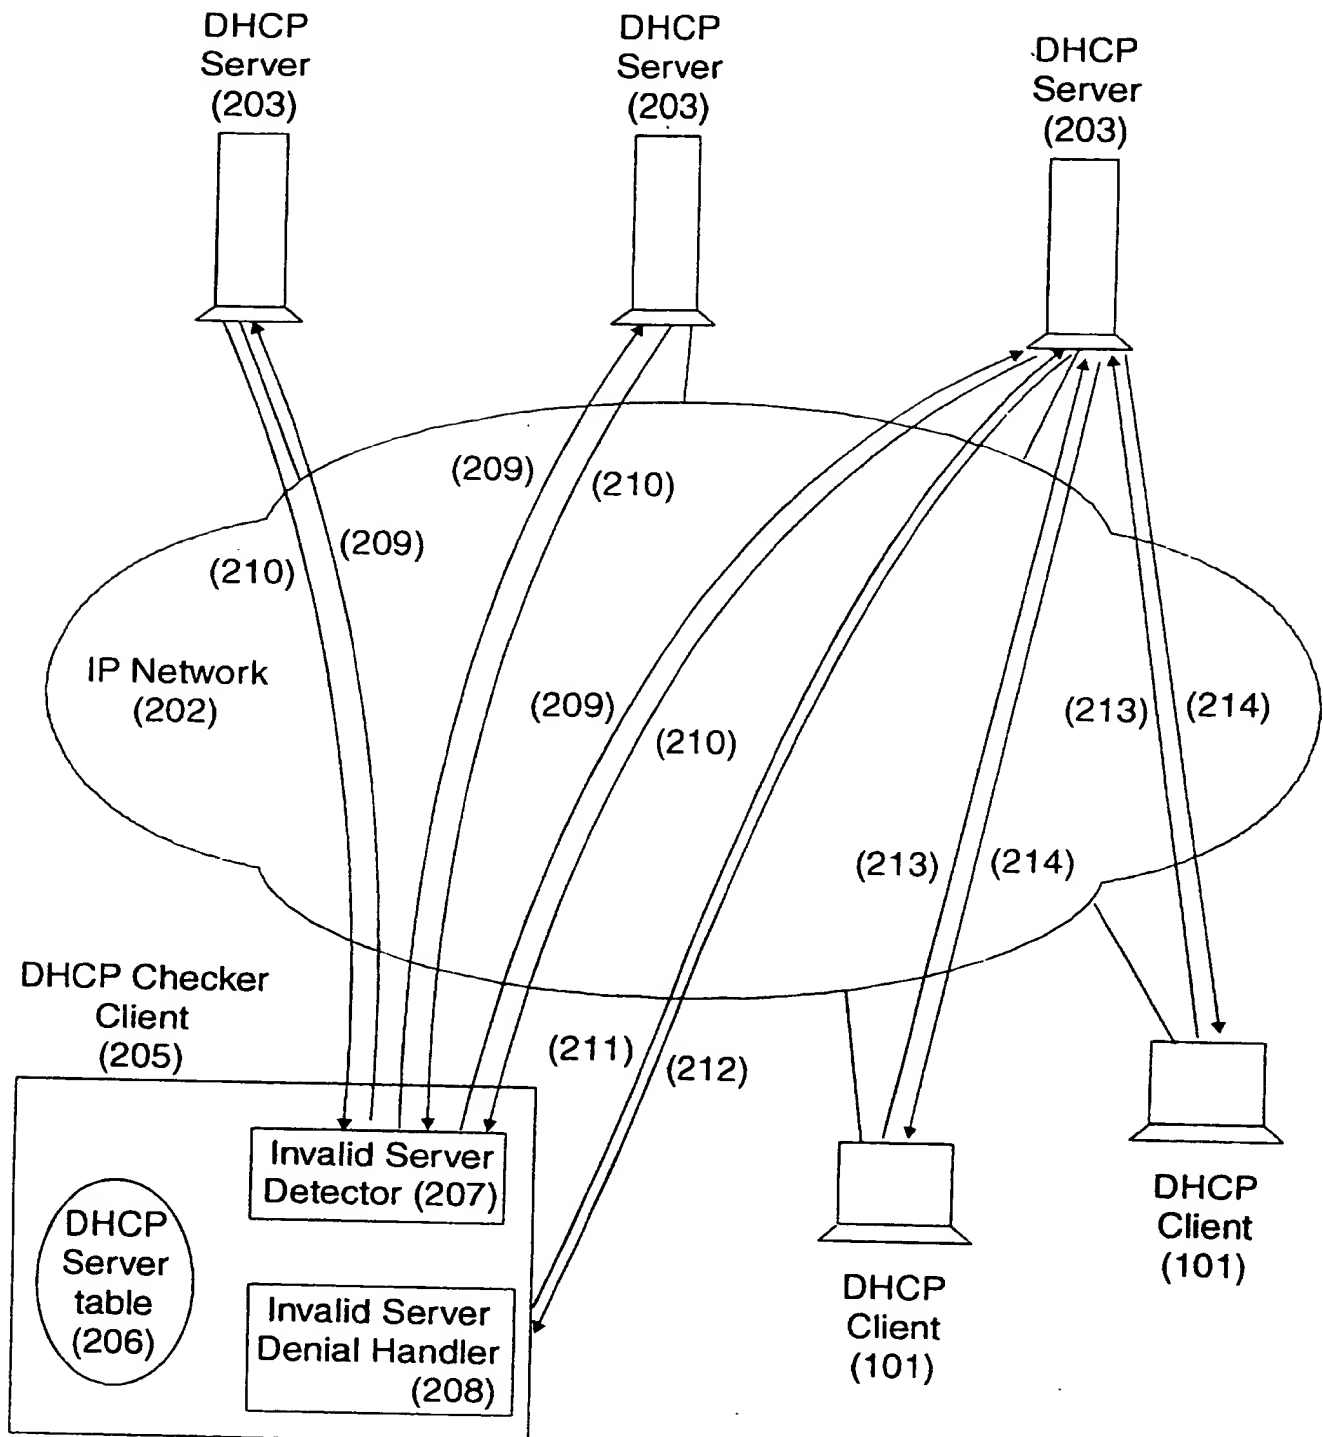 DHCP
Server
(203)
DHCP
Server
(203)
DHCP
Server
(203)
(209)
(210)
(209)
(210)
IP Network
(202)
(209)
(210)
(213)
(214)
(213)
(214)
DHCP Checker
Client
(205)
(211)
(212)
Invalid Server
Detector (207)
DHCP
Server
table
(206)
Invalid Server
Denial Handler
(208)
DHCP
Client
(101)
DHCP
Client
(101)